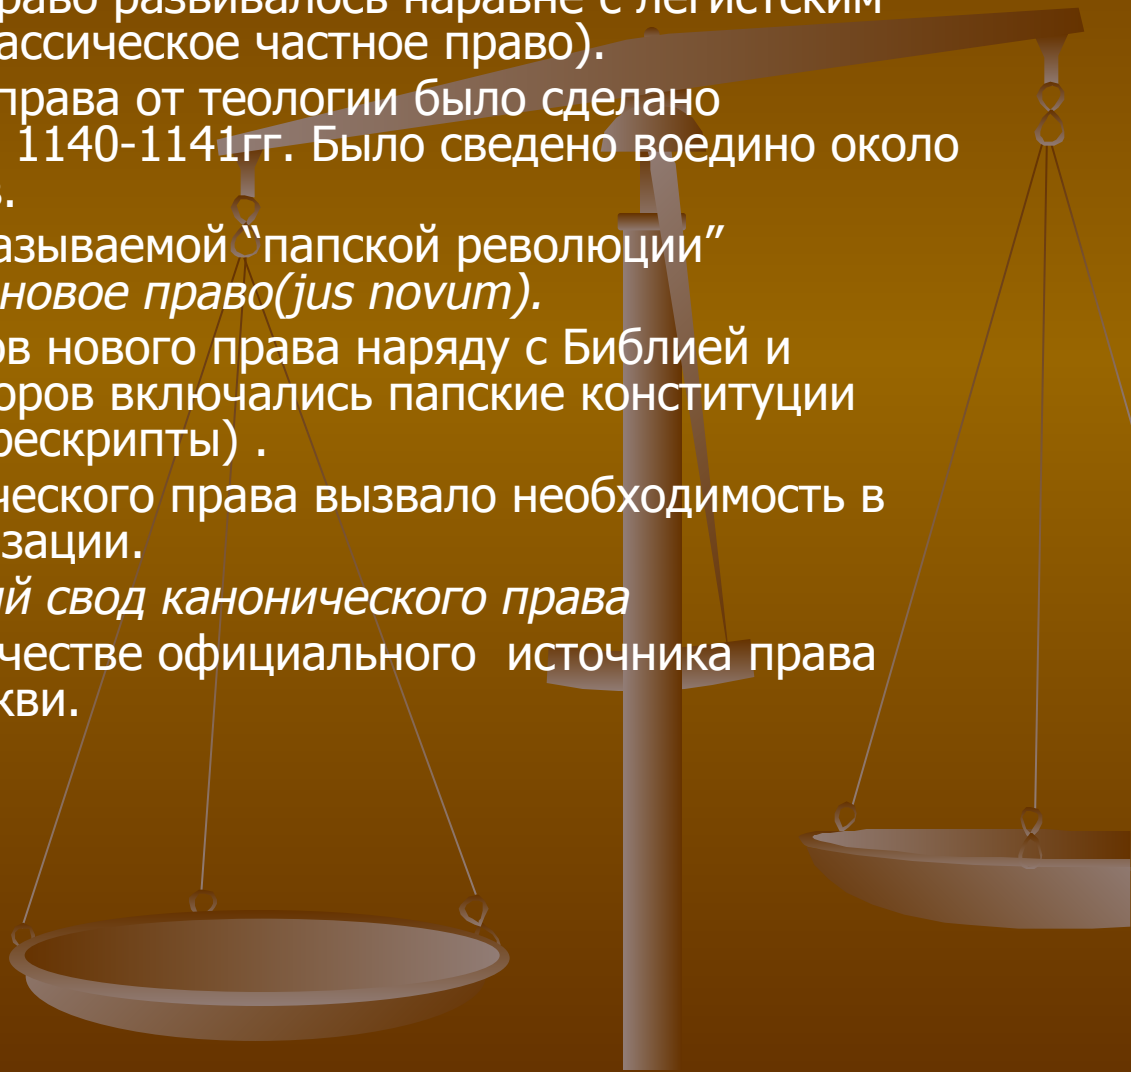 раво развивалось наравне с легистским
ассическое частное право).
права от теологии было сделано
1140-1141гг. Было сведено воедино около
в.
азываемой “папской революции”
новое право(jus novum).
ов нового права наряду с Библией и
оров включались папские конституции
рескрипты) .
ческого права вызвало необходимость в
зации.
ий свод канонического права
честве официального источника права
кви.